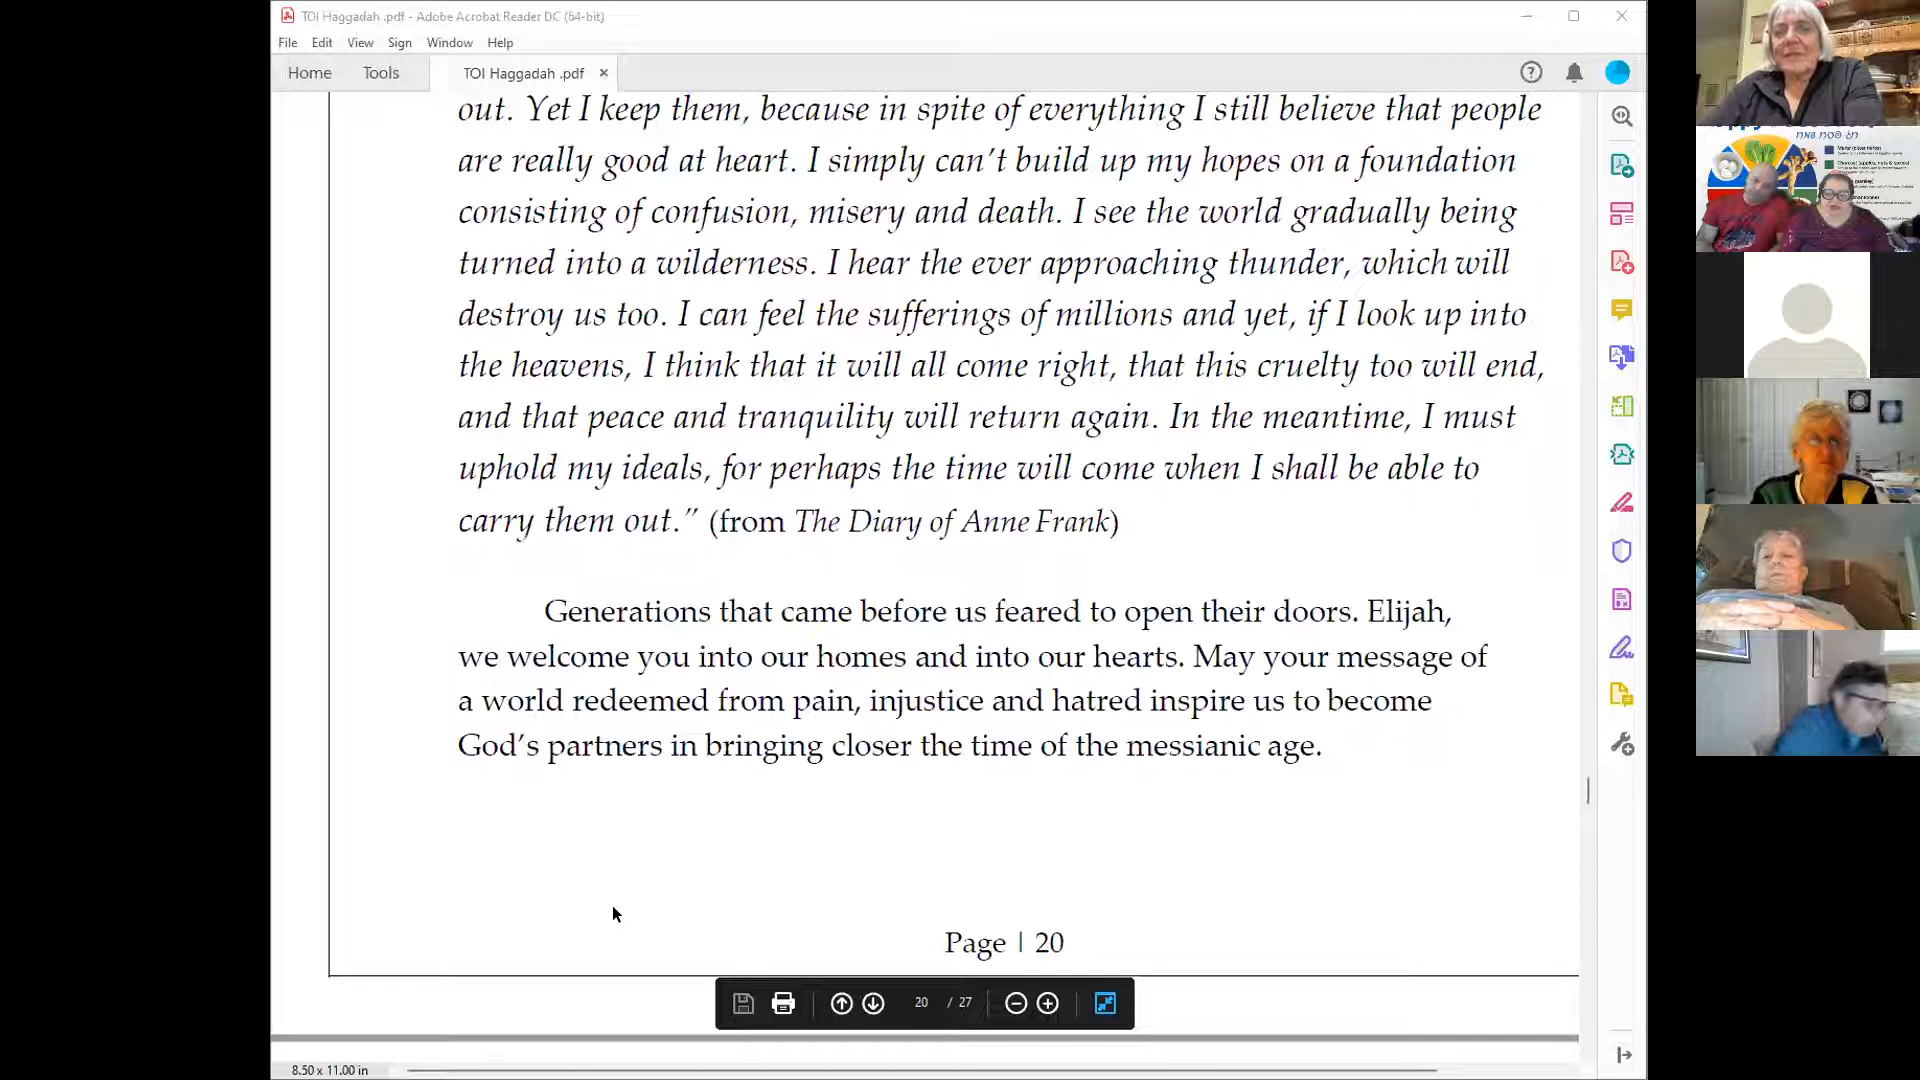 TOI Haggadah .pdf - Adobe Acrobat Reader DC (64-bit)
File Edit View Sign Window Help
Home Tools TOI Haggadah .pdf ×
out. Yet I keep them, because in spite of everything I still believe that people
are really good at heart. I simply can’t build up my hopes on a foundation
consisting of confusion, misery and death. I see the world gradually being
turned into a wilderness. I hear the ever approaching thunder, which will
destroy us too. I can feel the sufferings of millions and yet, if I look up into
the heavens, I think that it will all come right, that this cruelty too will end,
and that peace and tranquility will return again. In the meantime, I must
uphold my ideals, for perhaps the time will come when I shall be able to
carry them out.” (from The Diary of Anne Frank)
Generations that came before us feared to open their doors. Elijah,
we welcome you into our homes and into our hearts. May your message of
a world redeemed from pain, injustice and hatred inspire us to become
God’s partners in bringing closer the time of the messianic age.
Page | 20
20 / 27
8.50 x 11.00 in